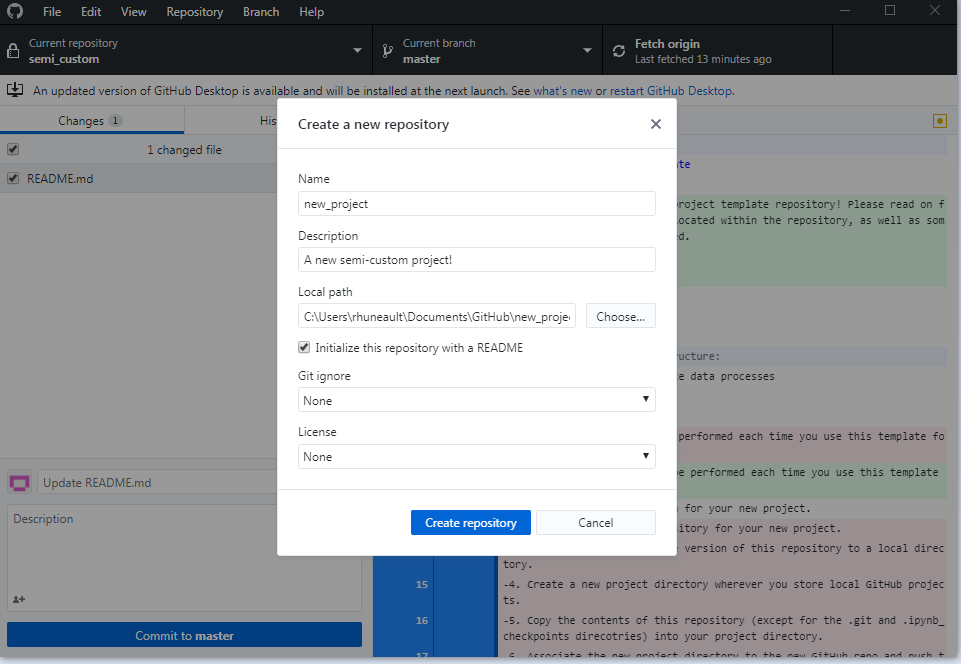 File Edit View Repository Branch Help
Current repository
semi_custom
Current branch
master
Fetch origin
Last fetched 13 minutes ago
An updated version of GitHub Desktop is available and will be installed at the next launch. See what's new or restart GitHub Desktop.
Changes 1
His
1 changed file
README.md
Create a new repository
Name
new_project
Description
A new semi-custom project!
Local path
C:\Users\rhuneault\Documents\GitHub\new_proje
Choose...
Initialize this repository with a README
Git ignore
None
License
None
Create repository
Cancel
ate
roject template repository! Please read on f
ocated within the repository, as well as som
ed.
ucture:
e data processes
performed each time you use this template fo
e performed each time you use this template
for your new project.
itory for your new project.
version of this repository to a local direc
tory.
15 -4. Create a new project directory wherever you store local GitHub projec
ts.
16 -5. Copy the contents of this repository (except for the .git and .ipynb_
checkpoints direcotries) into your project directory.
17 -6. Associate the new project directory to the new GitHub repo and push t
Update README.md
Description
Commit to master